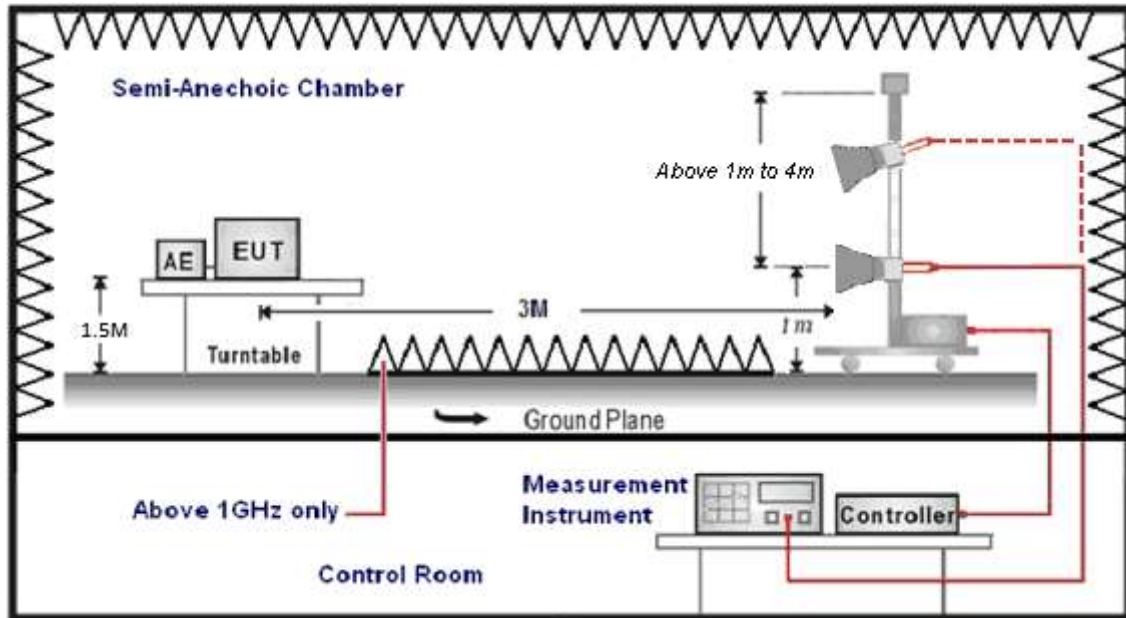 Semi-Anechoic Chamber
Above 1m to 4m
AE
EUT
3M
1m
1.5M
Turntable
Ground Plane
Above 1GHz only
Measurement
Instrument
Controller
Control Room